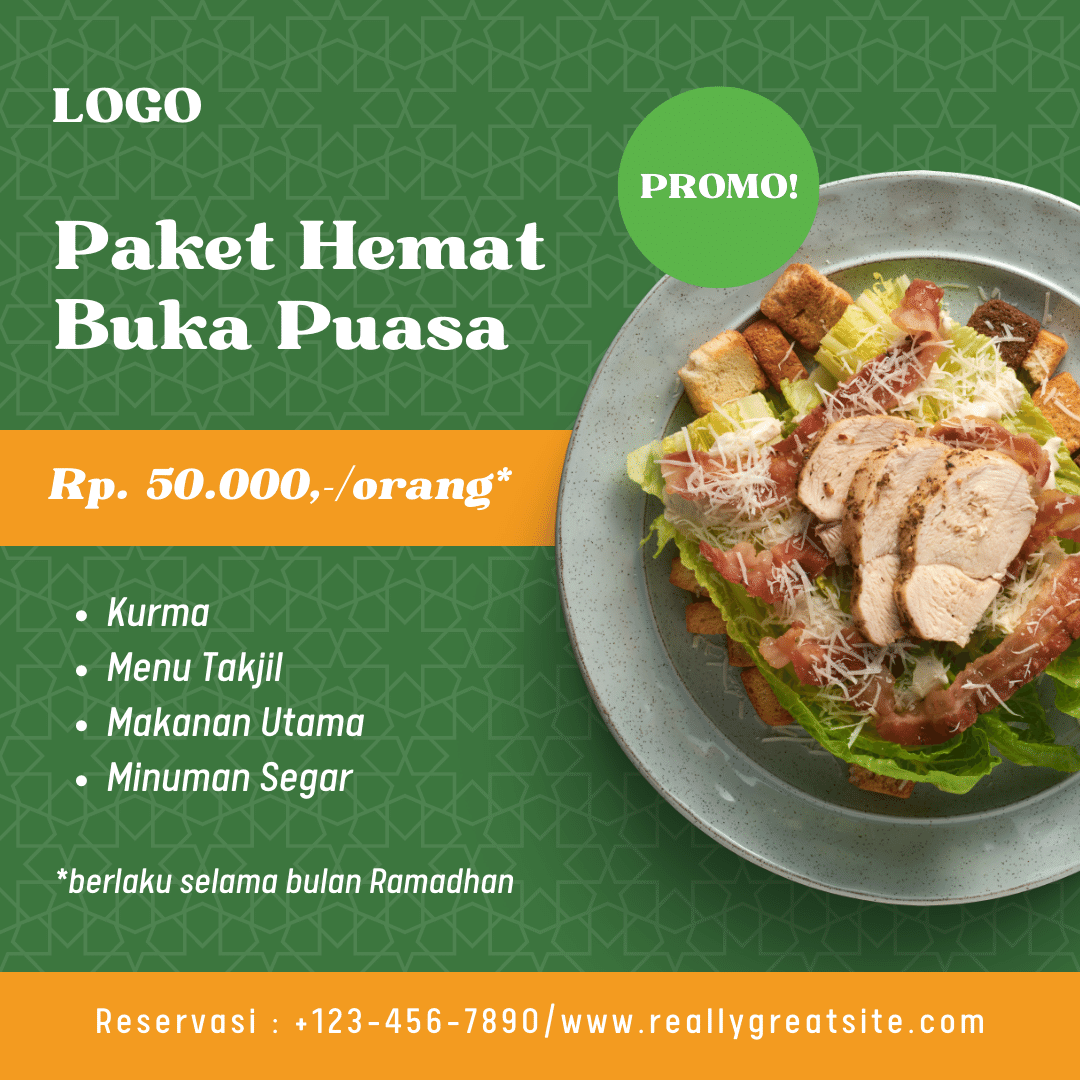 LOGO
PROMO!
Paket Hemat
Buka Puasa
Rp. 50.000,-/orang*
• Kurma
• Menu Takjil
• Makanan Utama
• Minuman Segar
*berlaku selama bulan Ramadhan
Reservasi : +123-456-7890/www.reallygreatsite.com